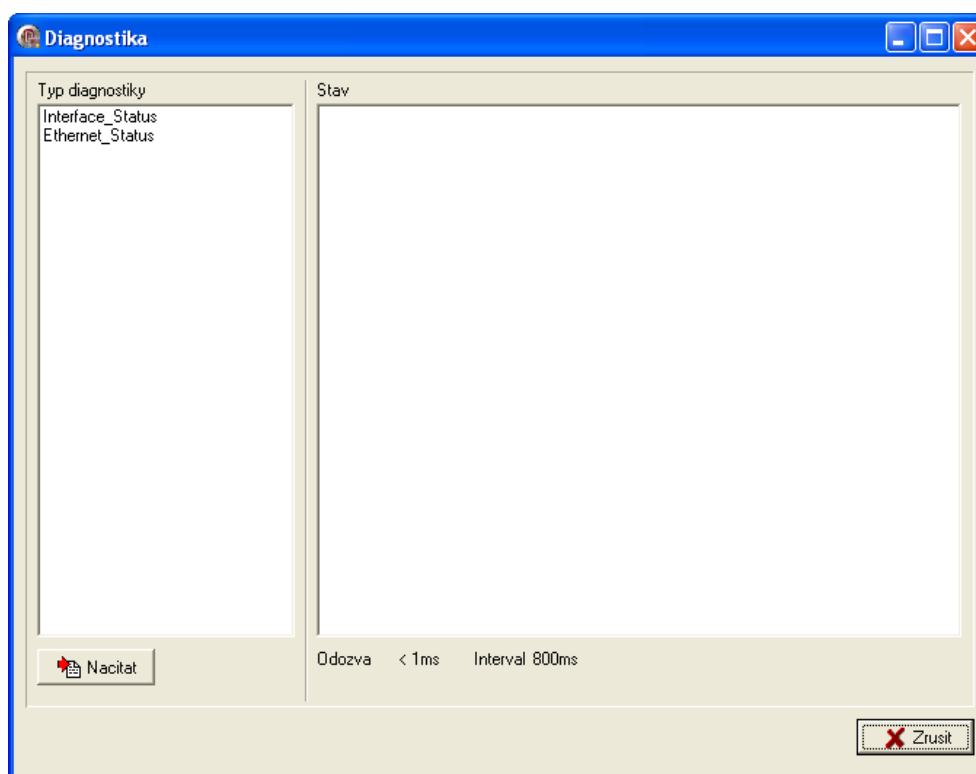 Diagnostika
Typ diagnostiky
Interface_Status
Ethernet_Status
Stav
Nacitat
Odozva < 1ms Interval 800ms
Zrusit